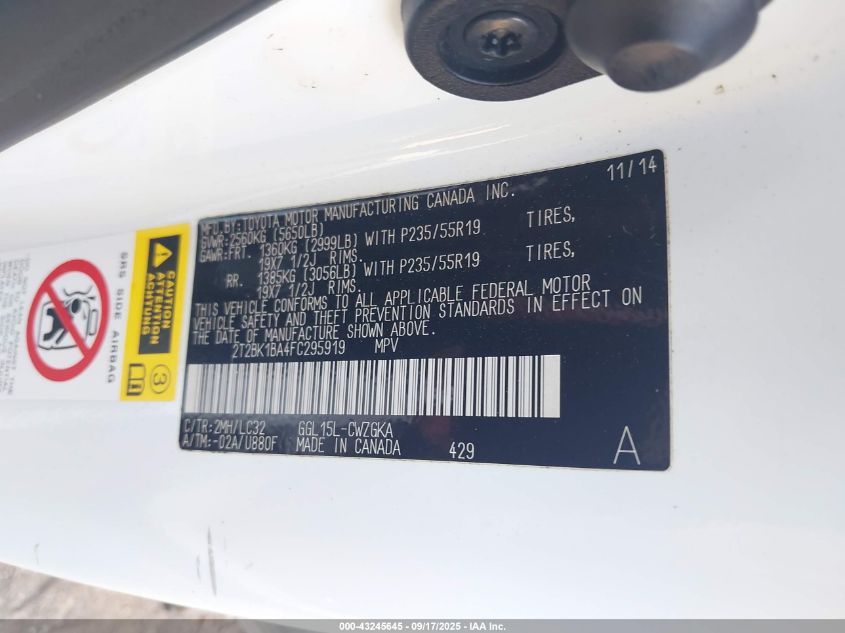 11/14
MFD.BY:TOYOTA MOTOR MANUFACTURING CANADA INC.
GVWR:2560KG (5650LB)
GAWR:FRT. 1360KG (2999LB) WITH P235/55R19 TIRES,
19X7 1/2J RIMS.
RR. 1385KG (3056LB) WITH P235/55R19 TIRES,
19X7 1/2J RIMS.
THIS VEHICLE CONFORMS TO ALL APPLICABLE FEDERAL MOTOR
VEHICLE SAFETY AND THEFT PREVENTION STANDARDS IN EFFECT ON
THE DATE OF MANUFACTURE SHOWN ABOVE.
2T2BK1BA4FC295919 MPV
C/TR:2MH/LC32 GGL15L-CWZGKA
A/TM:-02A/U880F MADE IN CANADA 429
A
CAUTION
ATTENTION
ACHTUNG
3
SRS SIDE AIRBAG
000-43245645 - 09/17/2025 - IAA Inc.